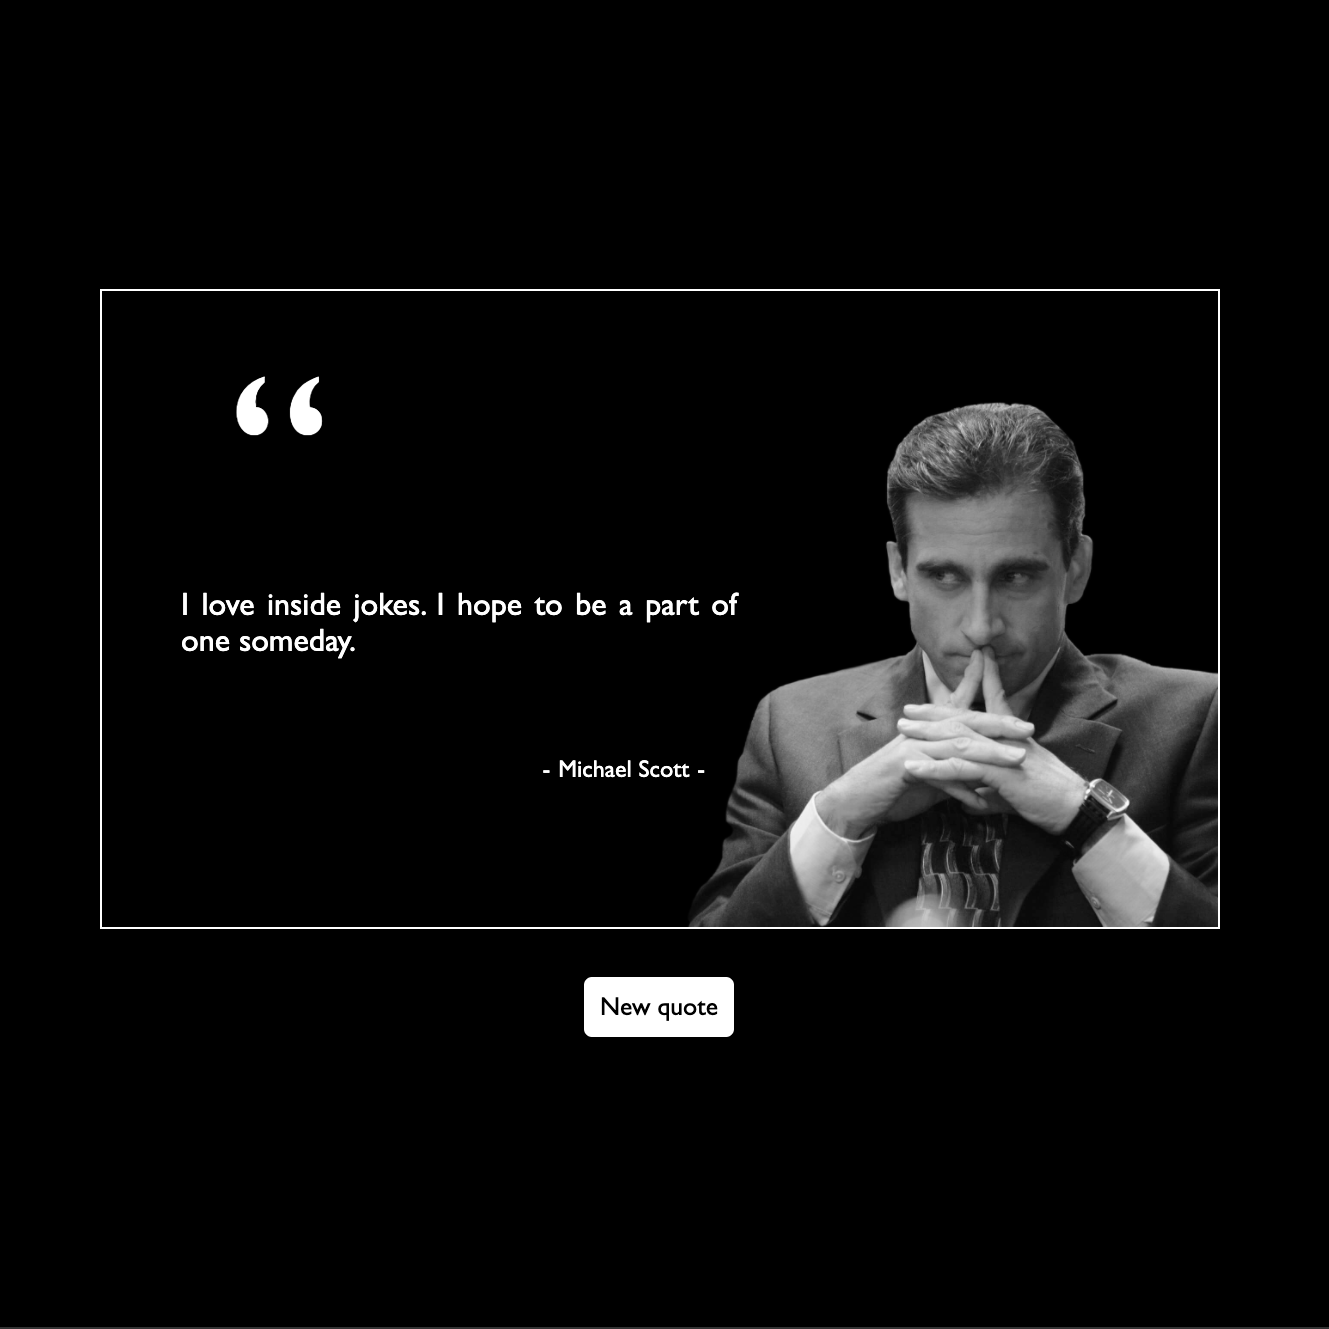 “
I love inside jokes. I hope to be a part of
one someday.
- Michael Scott -
New quote